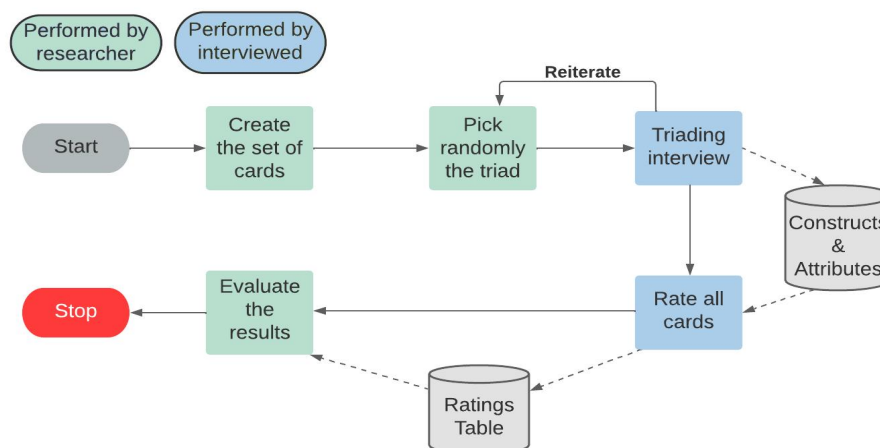 Performed by
researcher
Performed by
interviewed
Reiterate
Start
Create
the set of
cards
Pick
randomly
the triad
Triading
interview
Constructs
&
Attributes
Stop
Evaluate
the
results
Rate all
cards
Ratings
Table